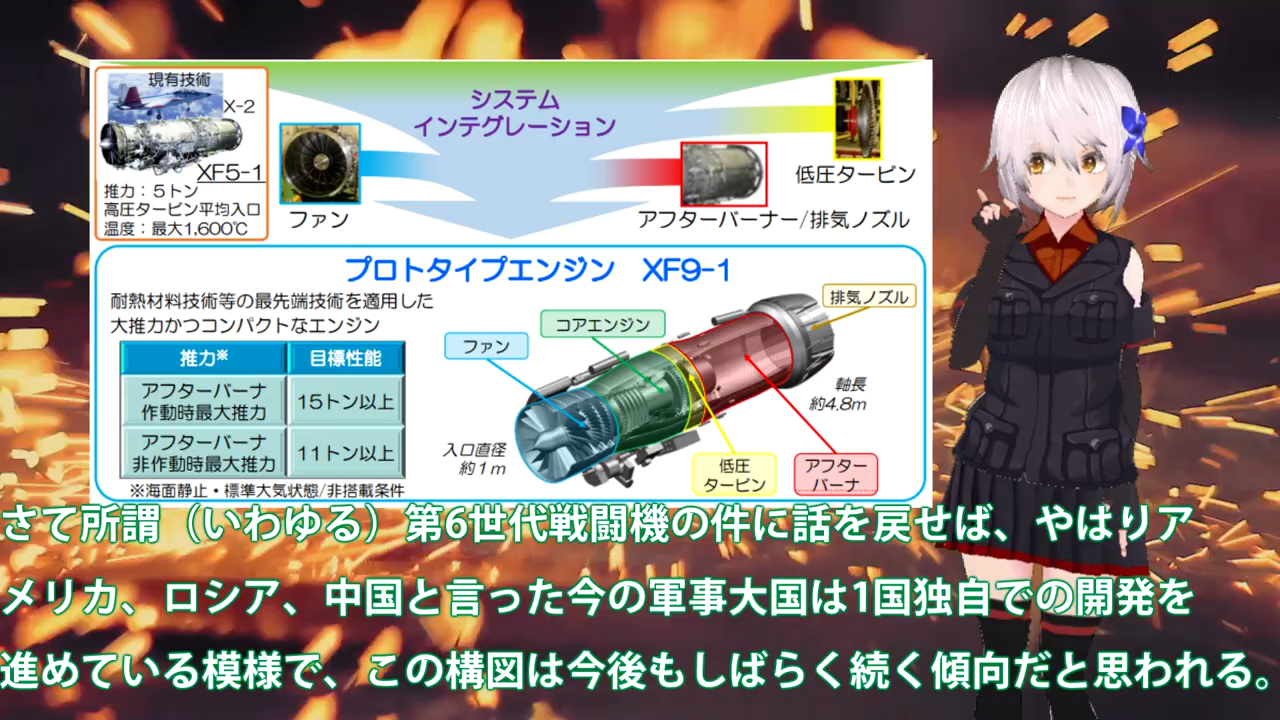 現有技術
X-2
XF5-1
推力：５トン
高圧タービン平均入口
温度：最大1,600℃
システム
インテグレーション
ファン
アフターバーナー/排気ノズル
低圧タービン
プロトタイプエンジン　XF9-1
耐熱材料技術等の最先端技術を適用した
大推力かつコンパクトなエンジン
推力※
目標性能
アフターバーナ
作動時最大推力
15トン以上
アフターバーナ
非作動時最大推力
11トン以上
※海面静止・標準大気状態/非搭載条件
ファン
コアエンジン
排気ノズル
軸長
約4.8m
入口直径
約１ｍ
低圧
タービン
アフター
バーナ
さて所謂（いわゆる）第6世代戦闘機の件に話を戻せば、やはりア
メリカ、ロシア、中国と言った今の軍事大国は1国独自での開発を
進めている模様で、この構図は今後もしばらく続く傾向だと思われる。